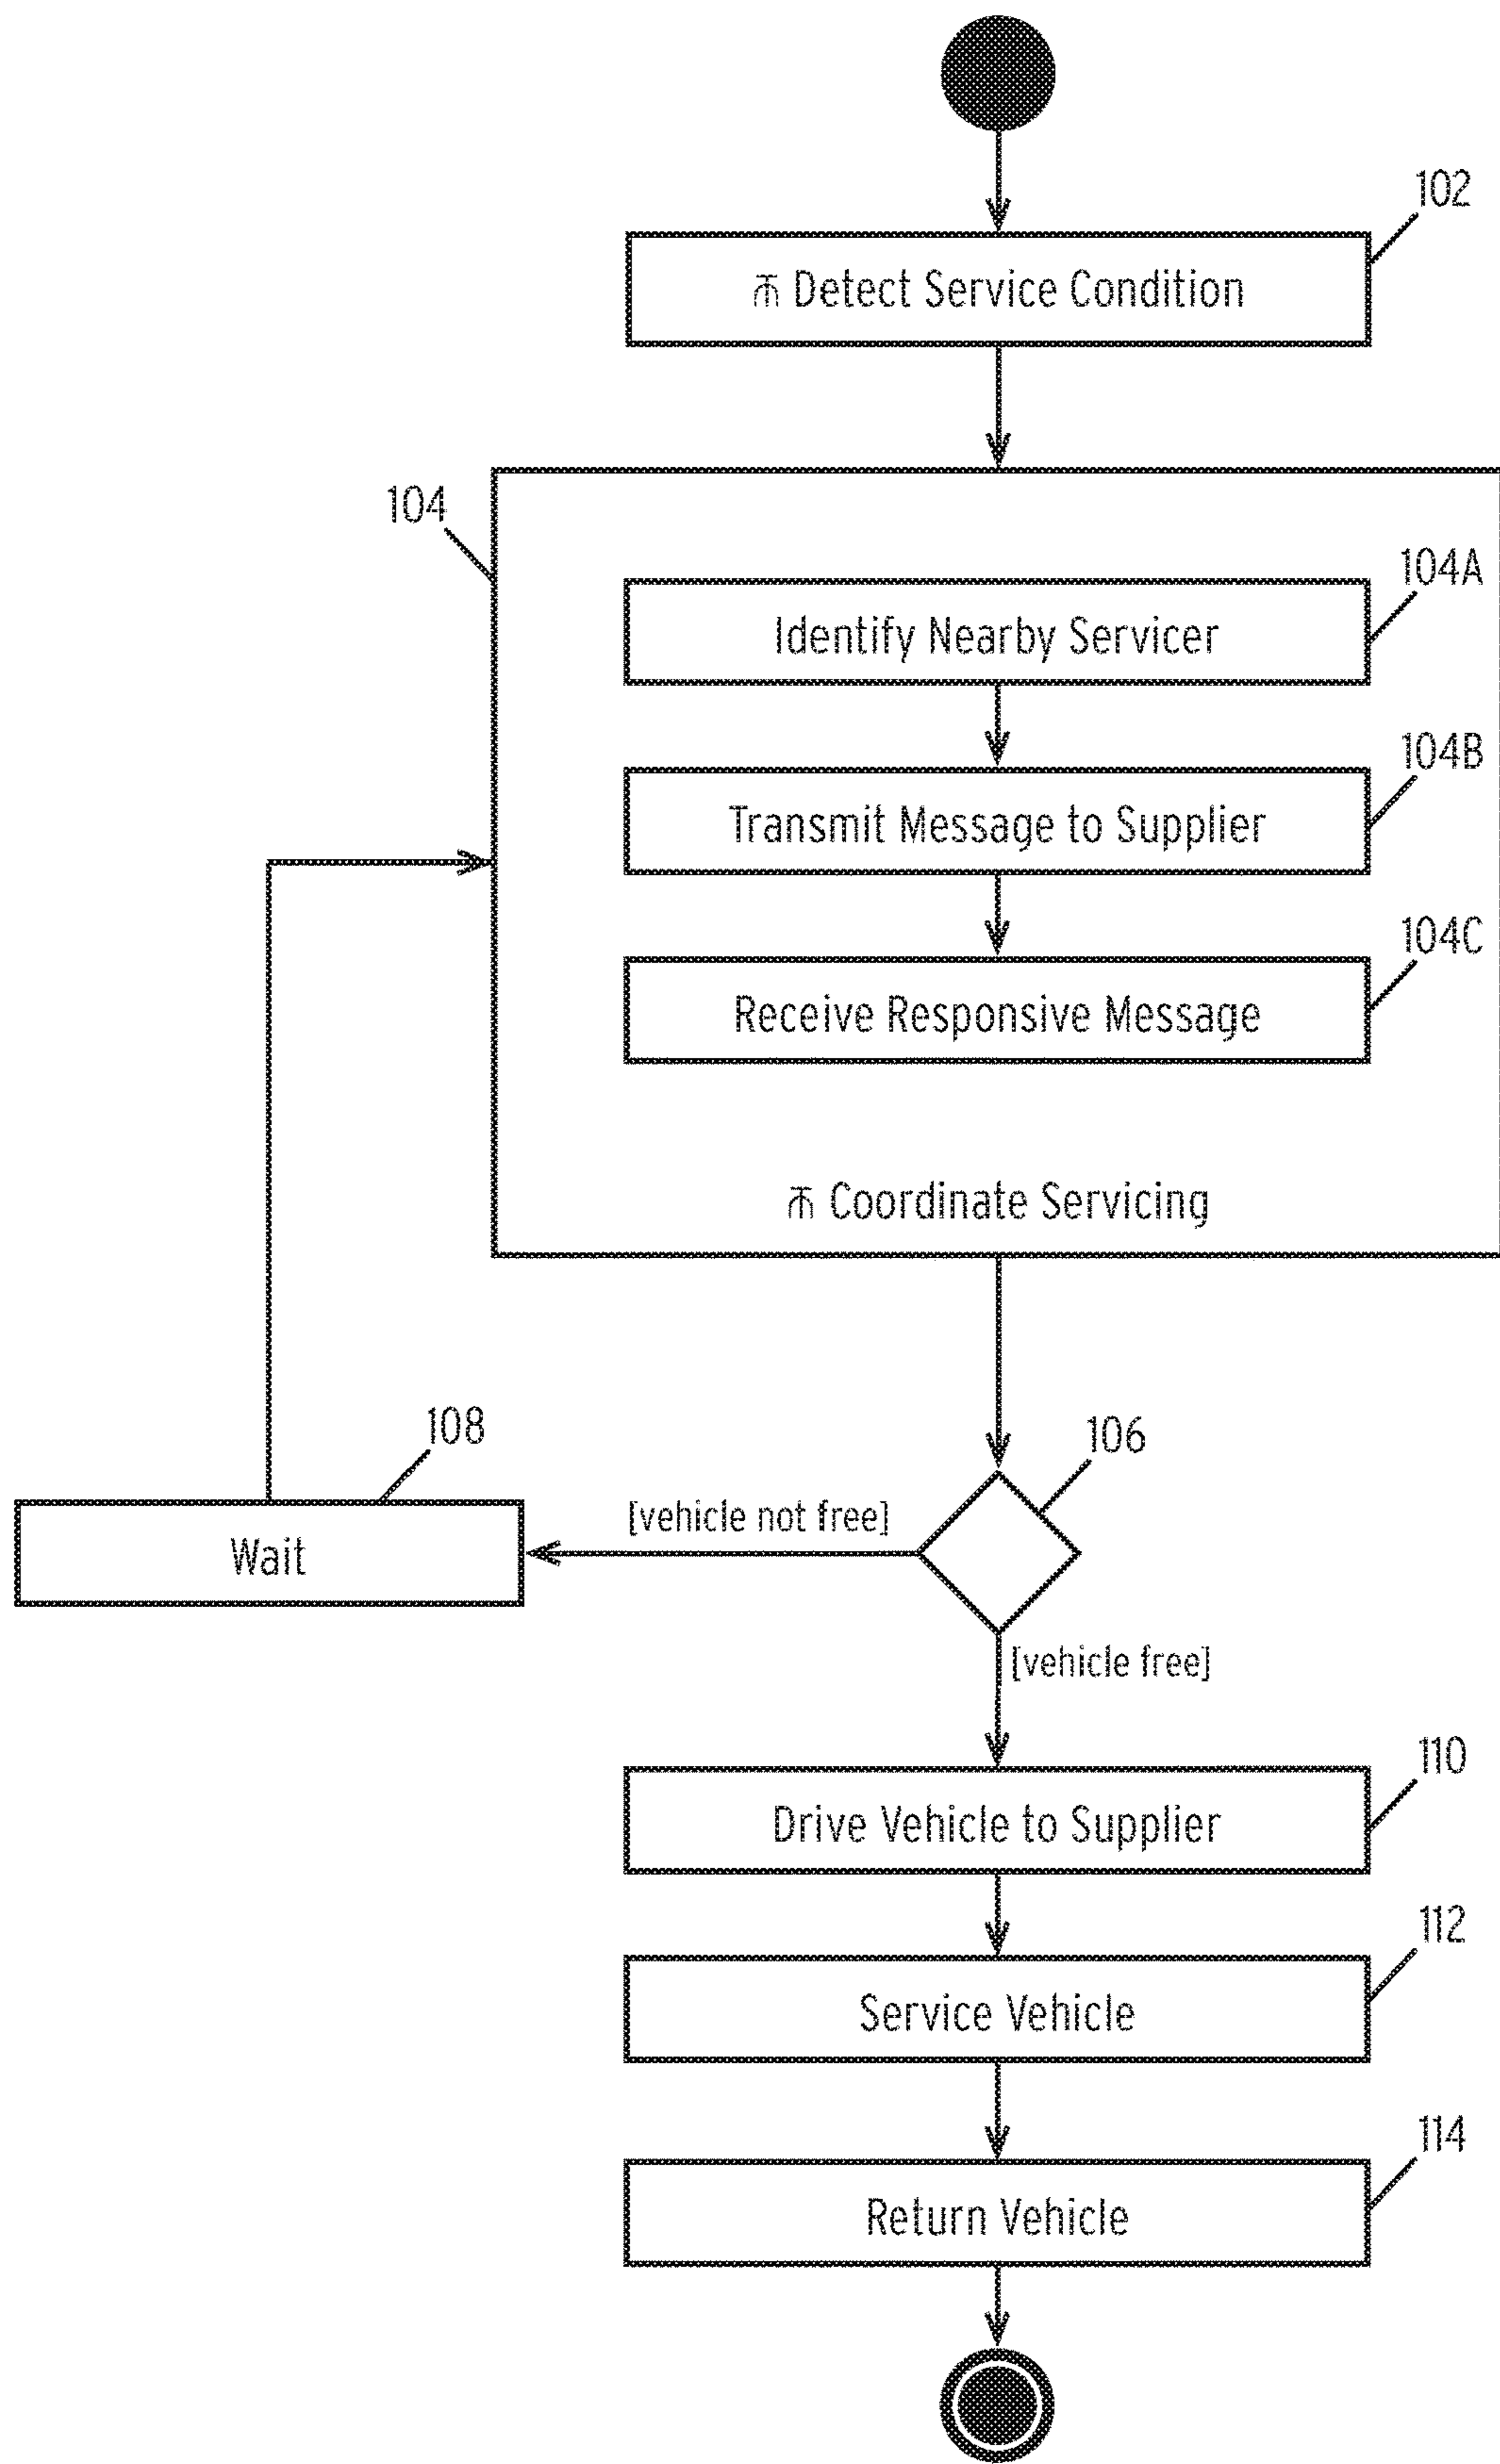 102
Detect Service Condition
104
104A
Identify Nearby Servicer
104B
Transmit Message to Supplier
104C
Receive Responsive Message
Coordinate Servicing
108
106
[vehicle not free]
Wait
[vehicle free]
110
Drive Vehicle to Supplier
112
Service Vehicle
114
Return Vehicle